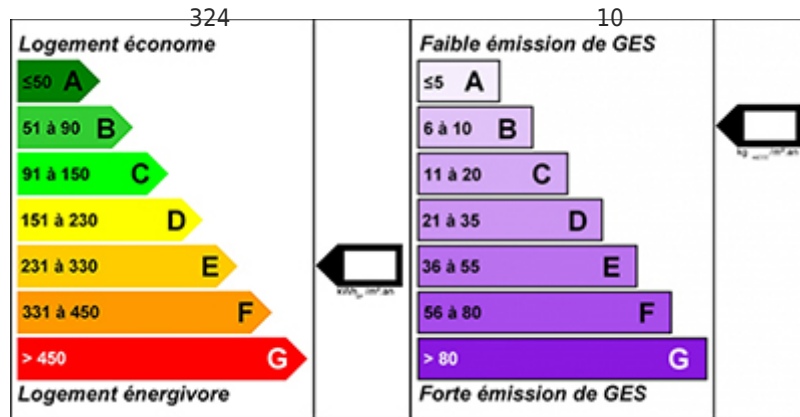 324
Logement économe
≤50 A
51 à 90 B
91 à 150 C
151 à 230 D
231 à 330 E
331 à 450 F
> 450 G
Logement énergivore
10
Faible émission de GES
≤5 A
6 à 10 B
11 à 20 C
21 à 35 D
36 à 55 E
56 à 80 F
> 80 G
Forte émission de GES